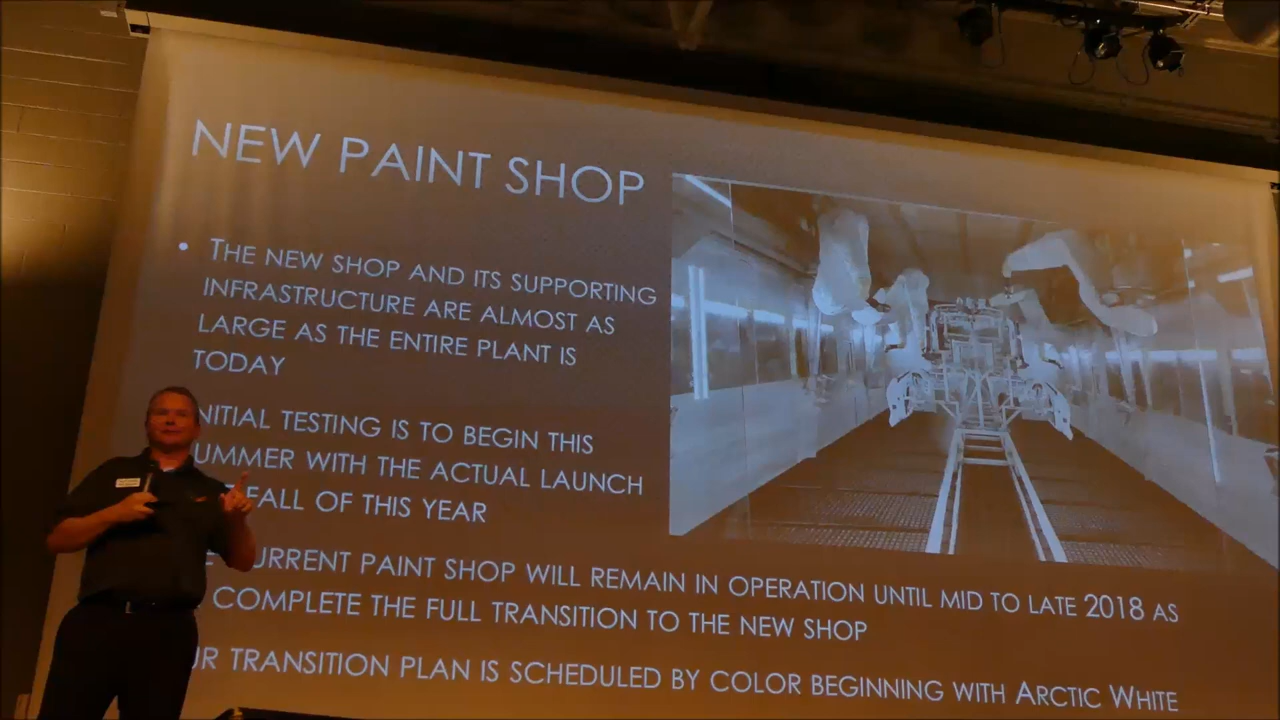 NEW PAINT SHOP
• THE NEW SHOP AND ITS SUPPORTING
INFRASTRUCTURE ARE ALMOST AS
LARGE AS THE ENTIRE PLANT IS
TODAY
NITIAL TESTING IS TO BEGIN THIS
UMMER WITH THE ACTUAL LAUNCH
FALL OF THIS YEAR
URRENT PAINT SHOP WILL REMAIN IN OPERATION UNTIL MID TO LATE 2018 AS
COMPLETE THE FULL TRANSITION TO THE NEW SHOP
UR TRANSITION PLAN IS SCHEDULED BY COLOR BEGINNING WITH ARCTIC WHITE